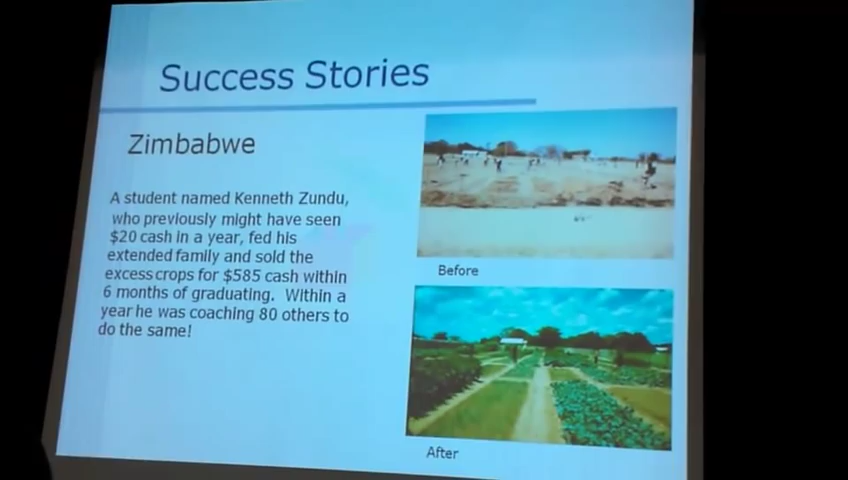 Success Stories
Zimbabwe
A student named Kenneth Zundu,
who previously might have seen
$20 cash in a year, fed his
extended family and sold the
excess crops for $585 cash within
6 months of graduating. Within a
year he was coaching 80 others to
do the same!
Before
After